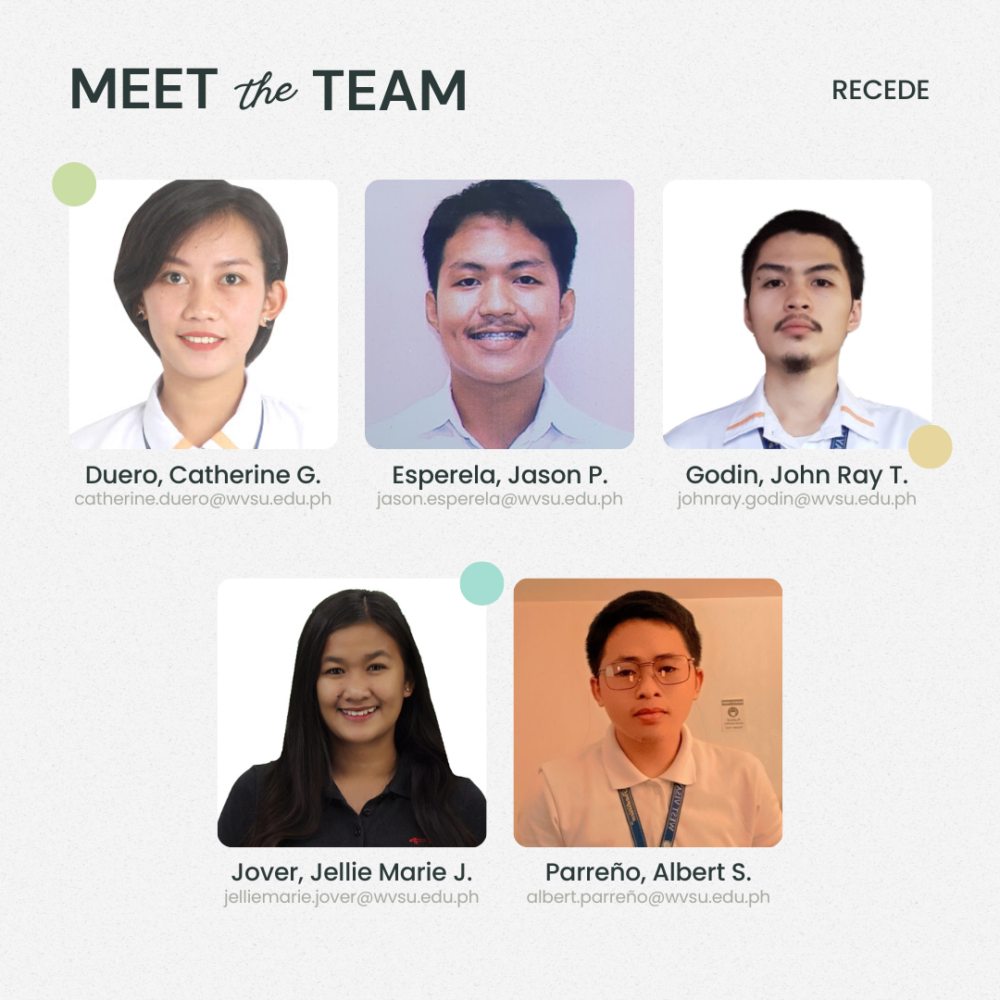 MEET the TEAM
RECEDE
Duero, Catherine G.
Esperela, Jason P.
Godin, John Ray T.
catherine.duero@wvsu.edu.ph
jason.esperela@wvsu.edu.ph
johnray.godin@wvsu.edu.ph
Jover, Jellie Marie J.
Parreño, Albert S.
jelliemarie.jover@wvsu.edu.ph
albert.parreño@wvsu.edu.ph